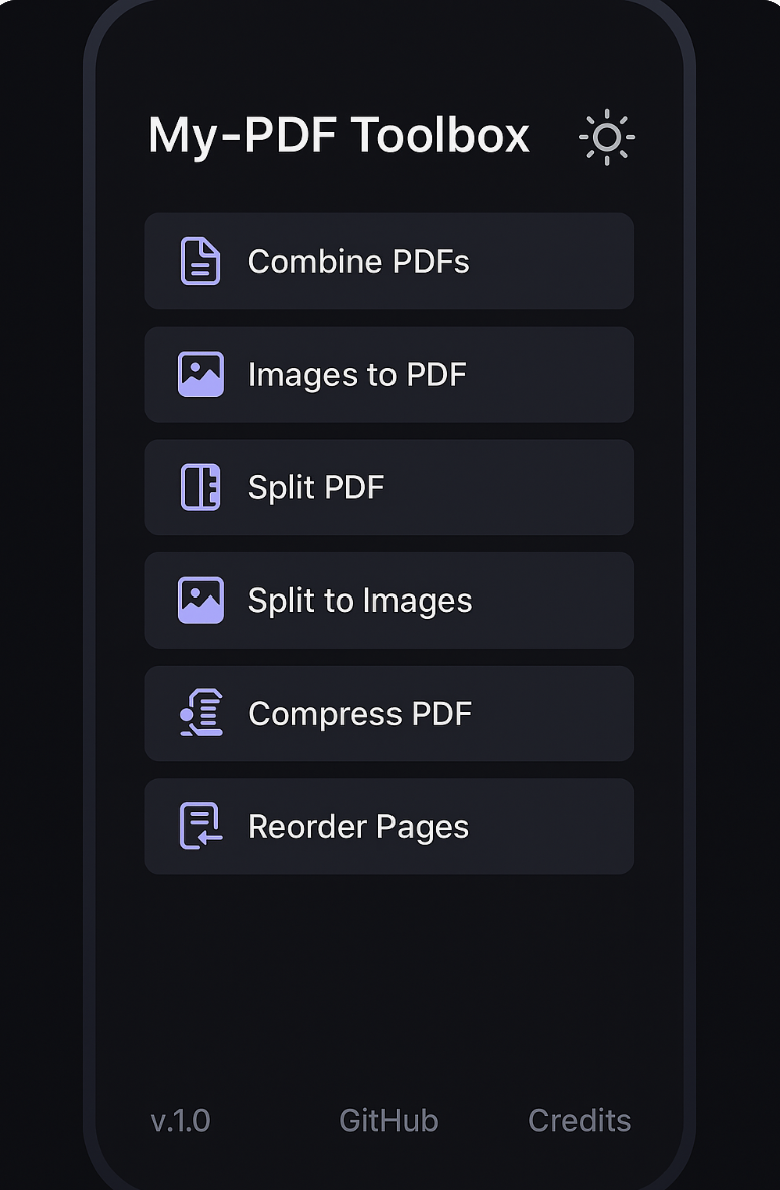 My-PDF Toolbox
Combine PDFs
Images to PDF
Split PDF
Split to Images
Compress PDF
Reorder Pages
v.1.0 GitHub Credits